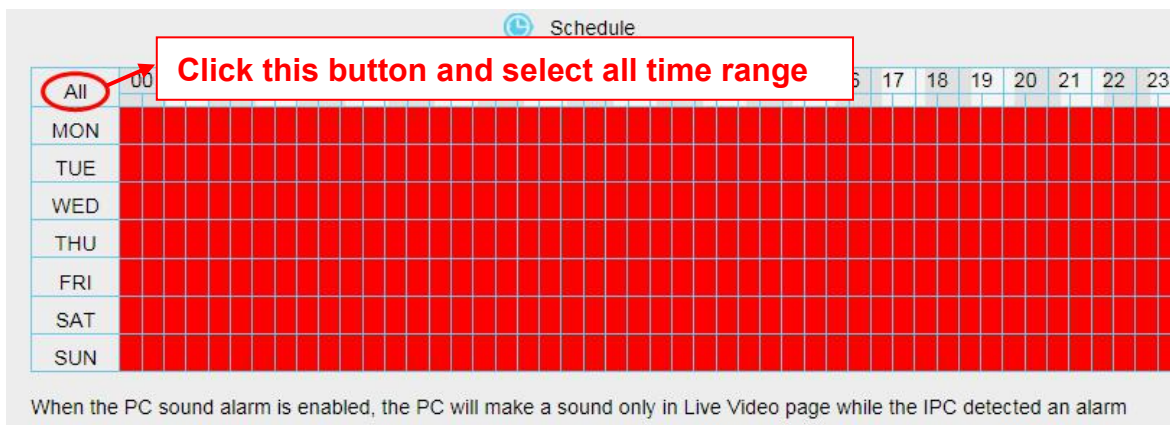 Schedule
Click this button and select all time range
All 00 17 18 19 20 21 22 23
MON
TUE
WED
THU
FRI
SAT
SUN
When the PC sound alarm is enabled, the PC will make a sound only in Live Video page while the IPC detected an alarm